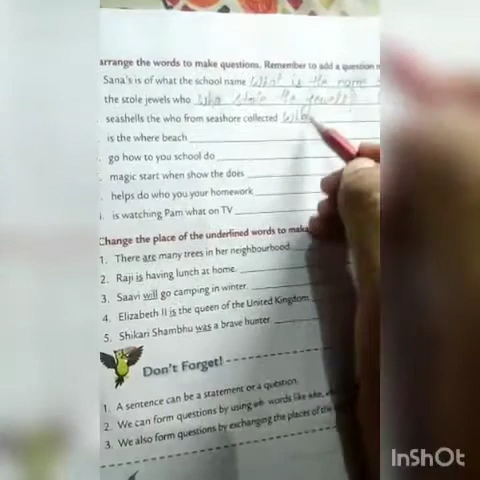 arrange the words to make questions. Remember to add a question
Sana's is of what the school name What is the name
the stole jewels who Who stole the jewels
seashells the who from seashore collected Who
is the where beach
go how to you school do
magic start when show the does
helps do who you your homework
is watching Pam what on TV
Change the place of the underlined words to make
1. There are many trees in her neighbourhood
2. Raji is having lunch at home.
3. Saavi will go camping in winter.
4. Elizabeth II is the queen of the United Kingdom.
5. Shikari Shambhu was a brave hunter.
Don't Forget!
1. A sentence can be a statement or a question.
2. We can form questions by using wh words like who,
3. We also form questions by exchanging the places of the
InShOt